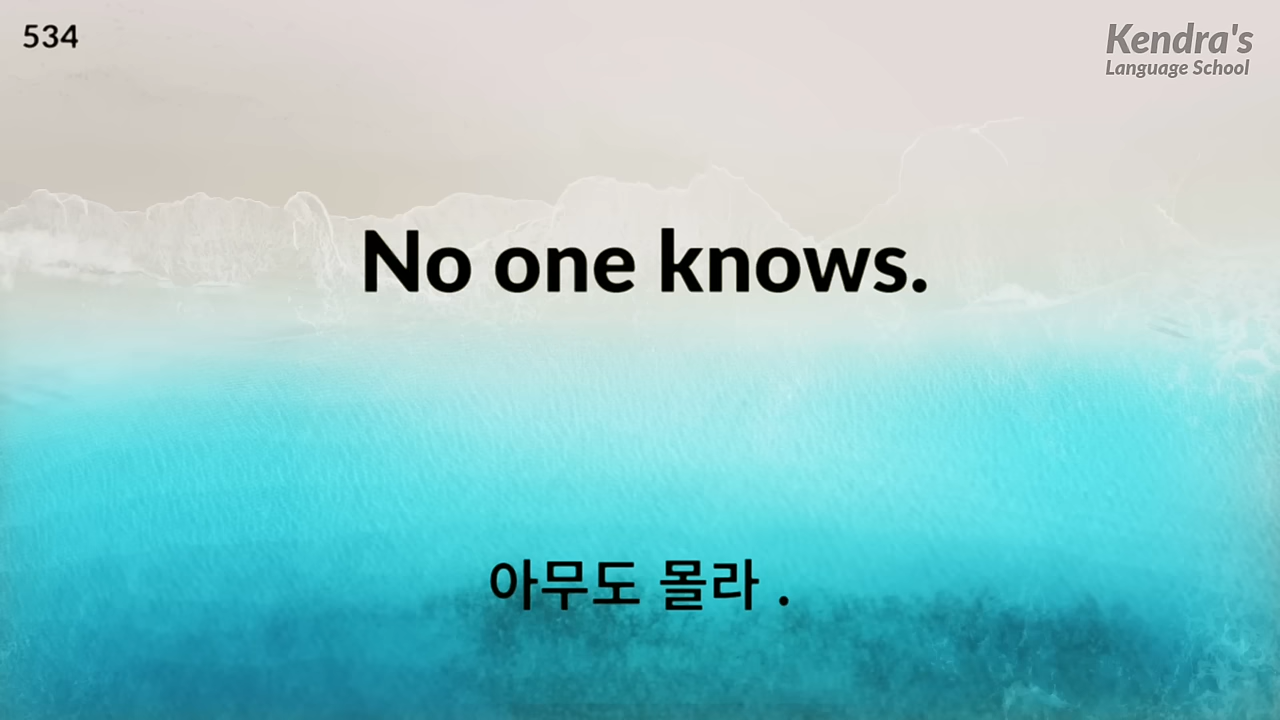 534
Kendra's
Language School
No one knows.
아무도 몰라 .